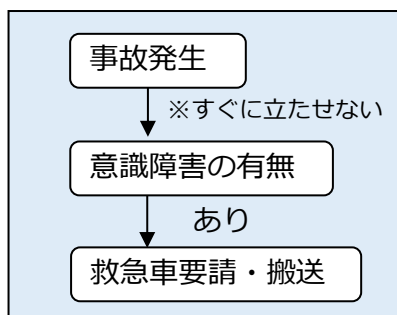 事故発生
※すぐに立たせない
意識障害の有無
あり
救急車要請・搬送